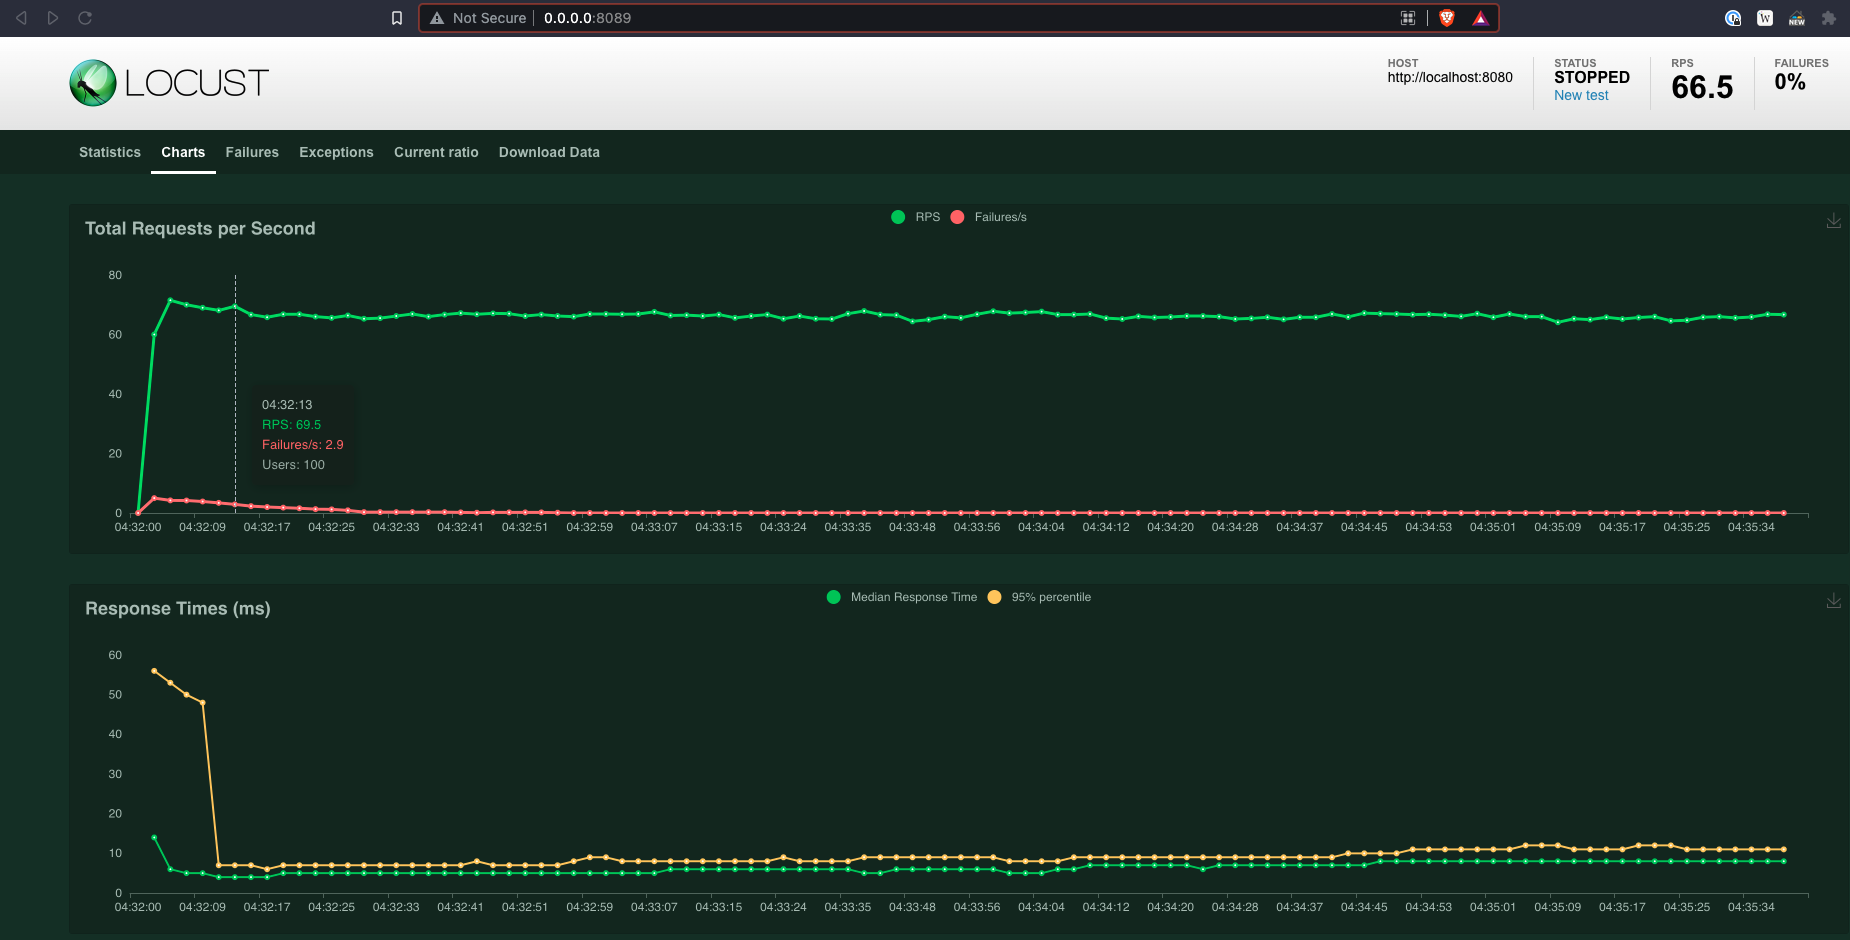 Not Secure 0.0.0.0:8089
W
NEW
LOCUST
HOST
http://localhost:8080
STATUS
STOPPED
New test
RPS
66.5
FAILURES
0%
Statistics Charts Failures Exceptions Current ratio Download Data
Total Requests per Second
RPS Failures/s
80
60
40
20
0
04:32:13
RPS: 69.5
Failures/s: 2.9
Users: 100
04:32:00 04:32:09 04:32:17 04:32:25 04:32:33 04:32:41 04:32:51 04:32:59 04:33:07 04:33:15 04:33:24 04:33:35 04:33:48 04:33:56 04:34:04 04:34:12 04:34:20 04:34:28 04:34:37 04:34:45 04:34:53 04:35:01 04:35:09 04:35:17 04:35:25 04:35:34
Response Times (ms)
Median Response Time 95% percentile
60
50
40
30
20
10
0
04:32:00 04:32:09 04:32:17 04:32:25 04:32:33 04:32:41 04:32:51 04:32:59 04:33:07 04:33:15 04:33:24 04:33:35 04:33:48 04:33:56 04:34:04 04:34:12 04:34:20 04:34:28 04:34:37 04:34:45 04:34:53 04:35:01 04:35:09 04:35:17 04:35:25 04:35:34